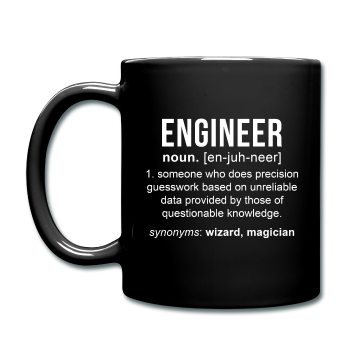 ENGINEER
noun. [en-juh-neer]
1. someone who does precision
guesswork based on unreliable
data provided by those of
questionable knowledge.
synonyms: wizard, magician